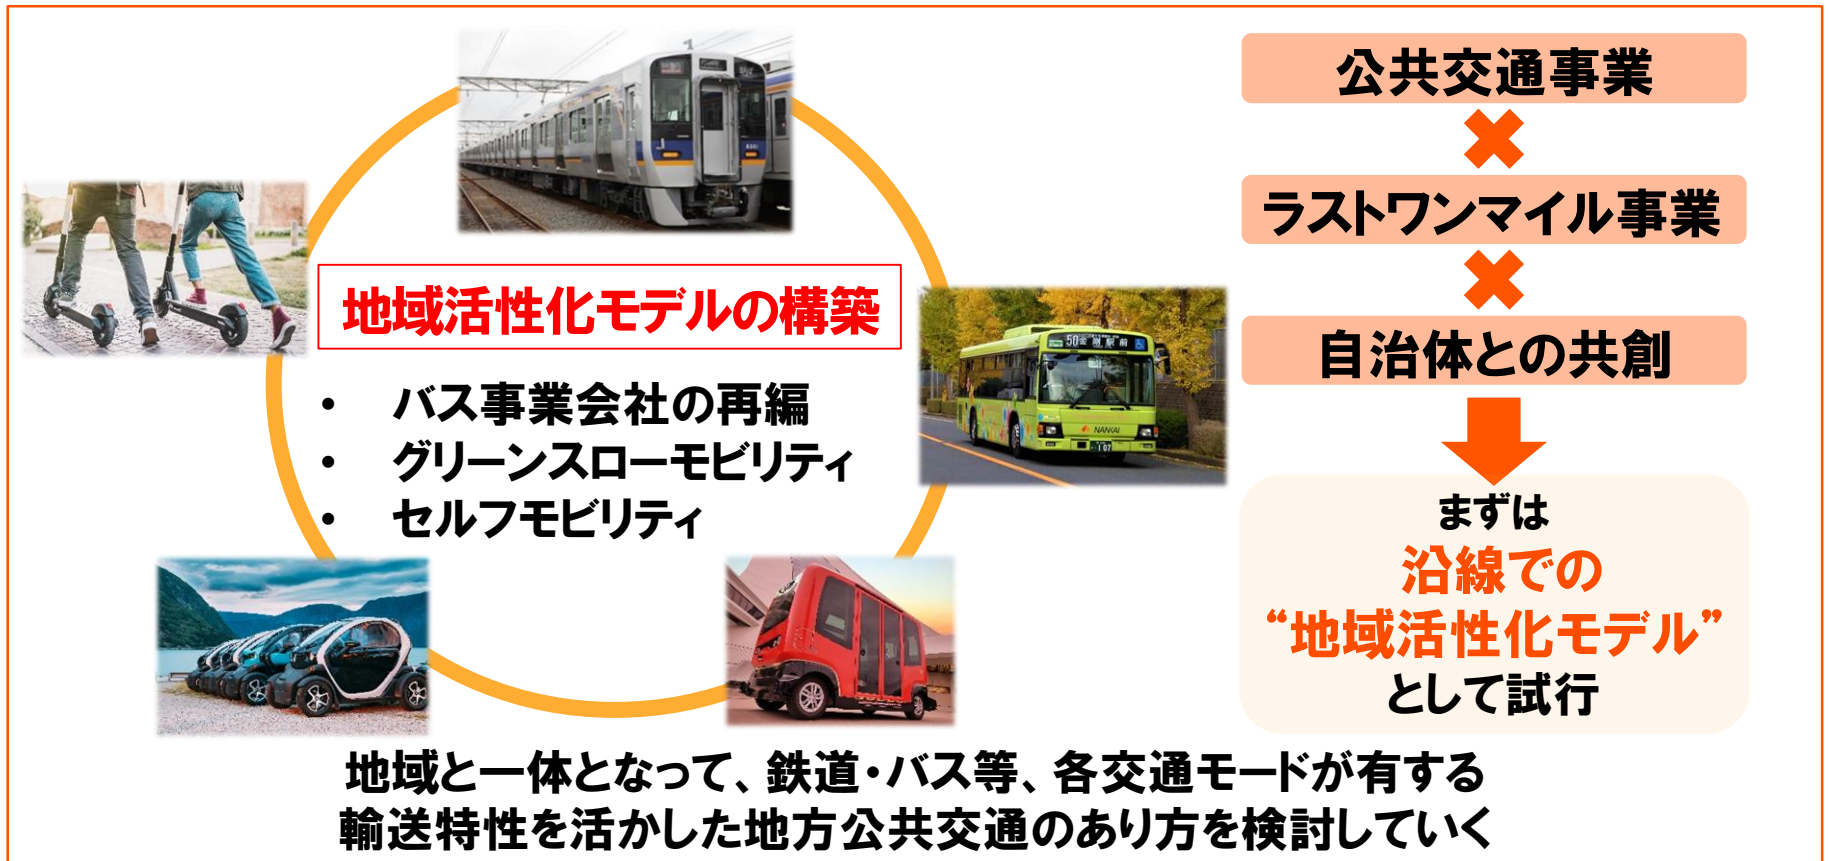 地域活性化モデルの構築
・ バス事業会社の再編
・ グリーンスローモビリティ
・ セルフモビリティ
50 金剛駅前
NANKAI
107
公共交通事業
✖
ラストワンマイル事業
✖
自治体との共創
まずは
沿線での
“地域活性化モデル”
として試行
地域と一体となって、鉄道・バス等、各交通モードが有する
輸送特性を活かした地方公共交通のあり方を検討していく